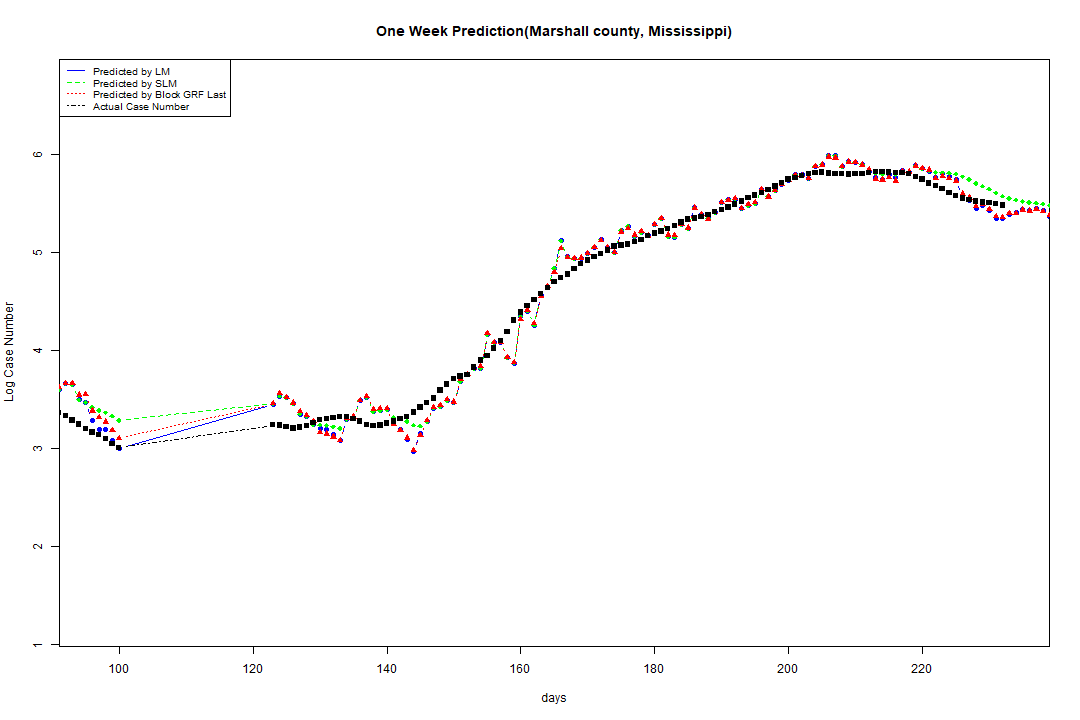 One Week Prediction(Marshall county, Mississippi)
Predicted by LM
Predicted by SLM
Predicted by Block GRF Last
Actual Case Number
Log Case Number
6
5
4
3
2
1
100 120 140 160 180 200 220
days